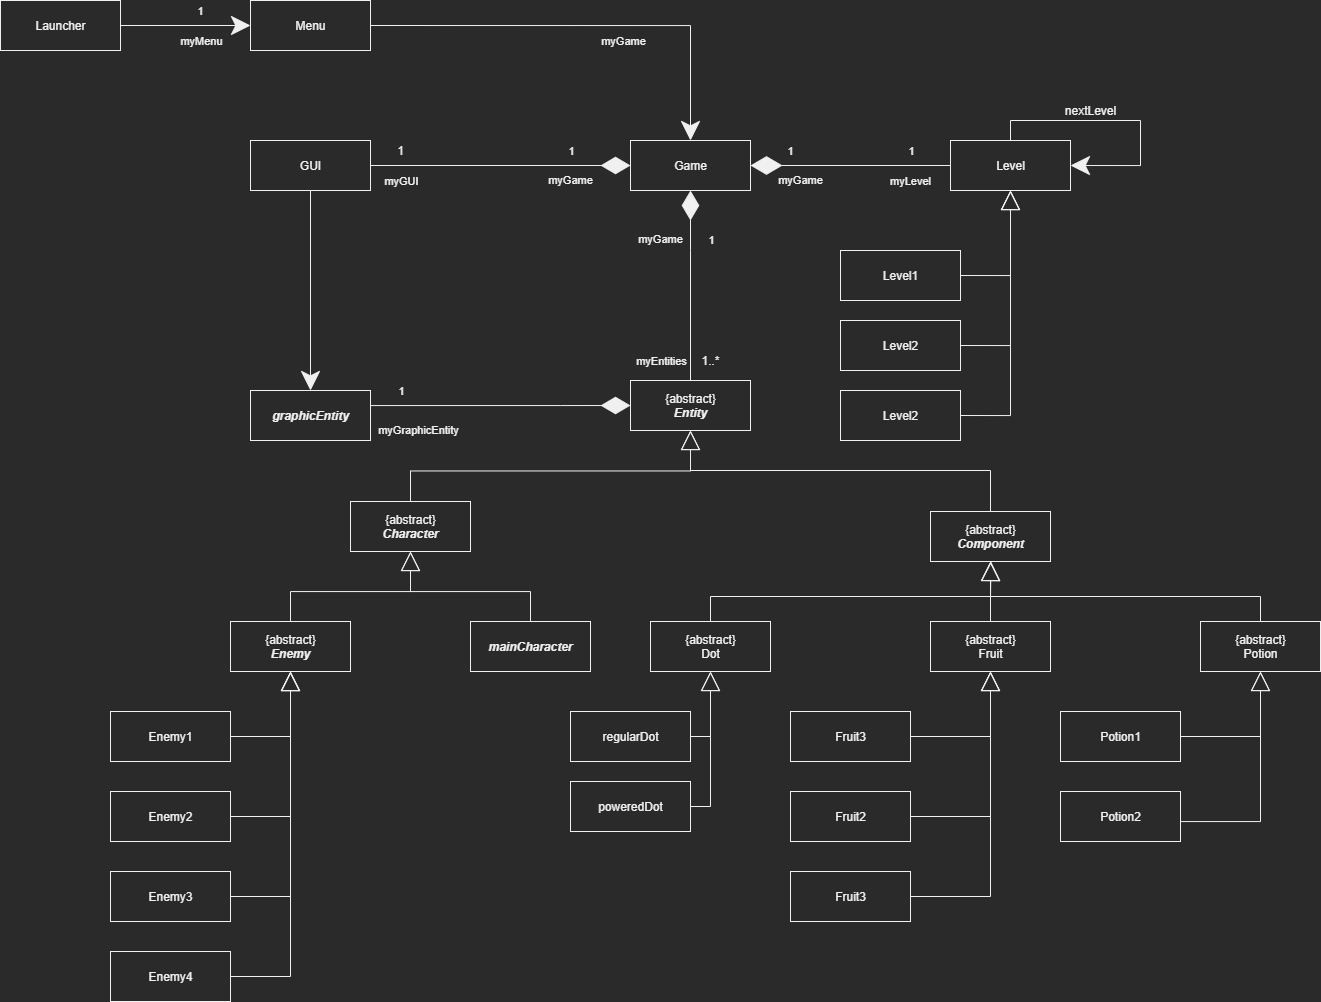 Launcher
1
myMenu
Menu
myGame
nextLevel
GUI
1
myGUI
1
myGame
Game
1
myGame
1
myLevel
Level
myGame
1
Level1
Level2
myEntities
1..*
graphicEntity
1
myGraphicEntity
{abstract}
Entity
Level2
{abstract}
Character
{abstract}
Component
{abstract}
Enemy
mainCharacter
{abstract}
Dot
{abstract}
Fruit
{abstract}
Potion
Enemy1
regularDot
Fruit3
Potion1
Enemy2
poweredDot
Fruit2
Potion2
Enemy3
Fruit3
Enemy4